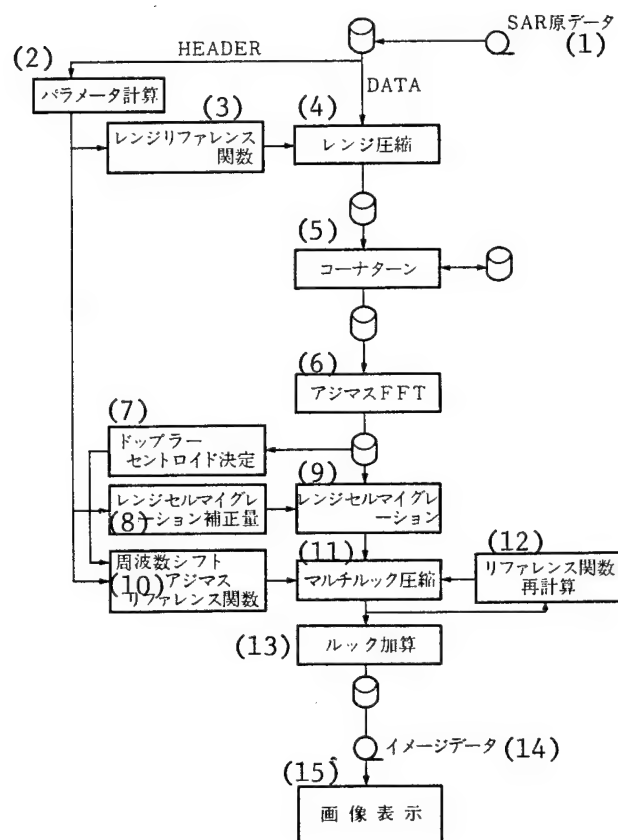 SAR原データ
(1)
HEADER
(2)
DATA
パラメータ計算
(3)
(4)
レンジリファレンス
関数
レンジ圧縮
(5)
コーナターン
(6)
アジマスFFT
(7)
ドップラー
セントロイド決定
(9)
レンジセルマイグレ
ーション補正量
(8)
レンジセルマイグレ
ーション
(11)
(12)
周波数シフト
(10)アジマス
リファレンス関数
マルチルック圧縮
リファレンス関数
再計算
(13)
ルック加算
イメージデータ
(14)
(15)
画像表示